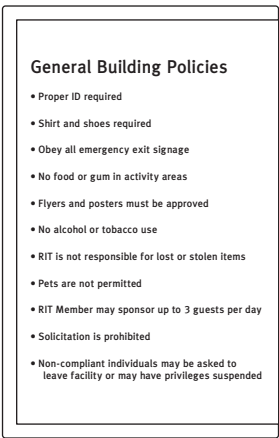 General Building Policies
• Proper ID required
• Shirt and shoes required
• Obey all emergency exit signage
• No food or gum in activity areas
• Flyers and posters must be approved
• No alcohol or tobacco use
• RIT is not responsible for lost or stolen items
• Pets are not permitted
• RIT Member may sponsor up to 3 guests per day
• Solicitation is prohibited
• Non-compliant individuals may be asked to
leave facility or may have privileges suspended